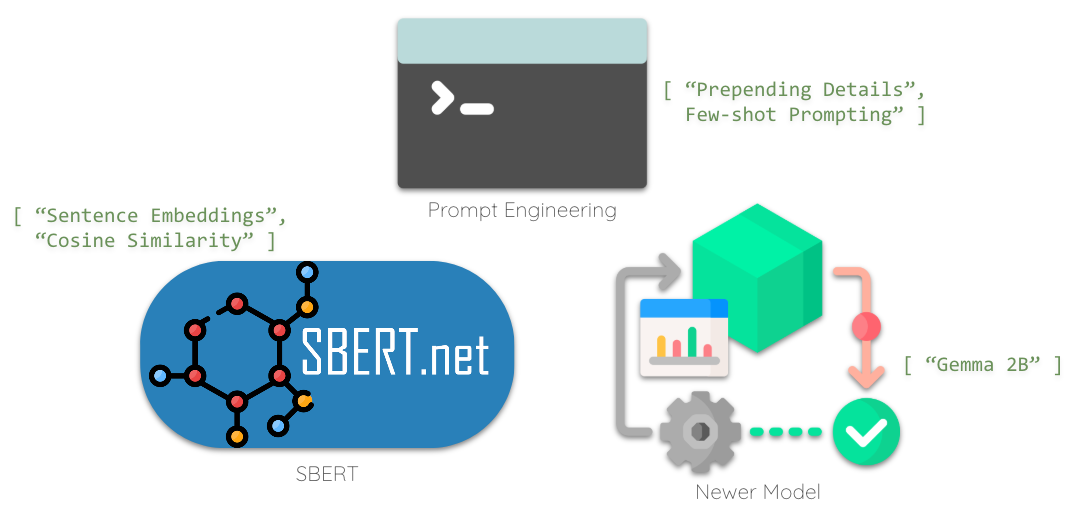 [ “Prepending Details”,
Few-shot Prompting” ]
Prompt Engineering
[ “Sentence Embeddings”,
“Cosine Similarity” ]
SBERT.net
SBERT
[ “Gemma 2B” ]
Newer Model